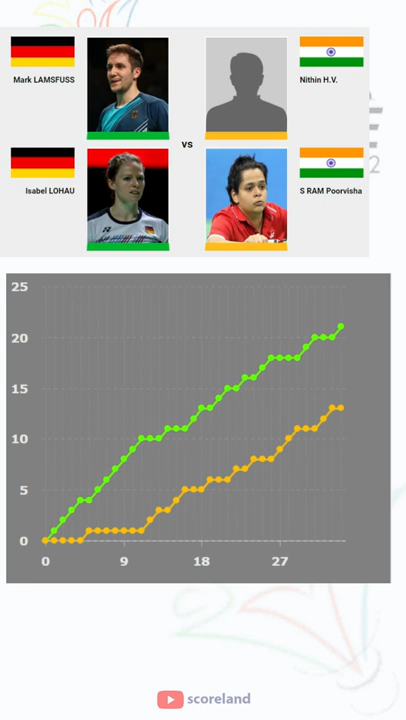 Mark LAMSFUSS
Nithin H.V.
vs
Isabel LOHAU
S RAM Poorvisha
2
25
20
15
10
5
0
0 9 18 27
scoreland